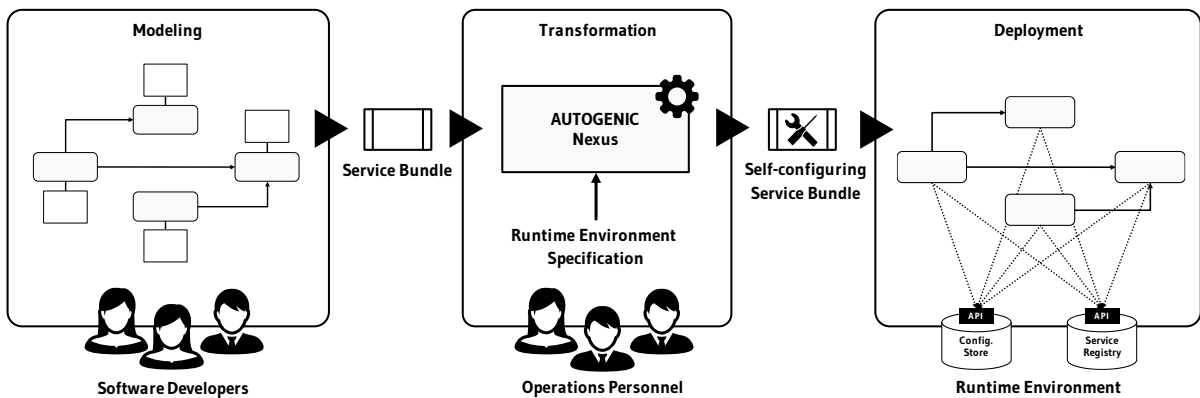 Modeling
Transformation
Deployment
AUTOGENIC
Nexus
Service Bundle
Self-configuring
Service Bundle
Runtime Environment
Specification
API
API
Config.
Store
Service
Registry
Software Developers
Operations Personnel
Runtime Environment